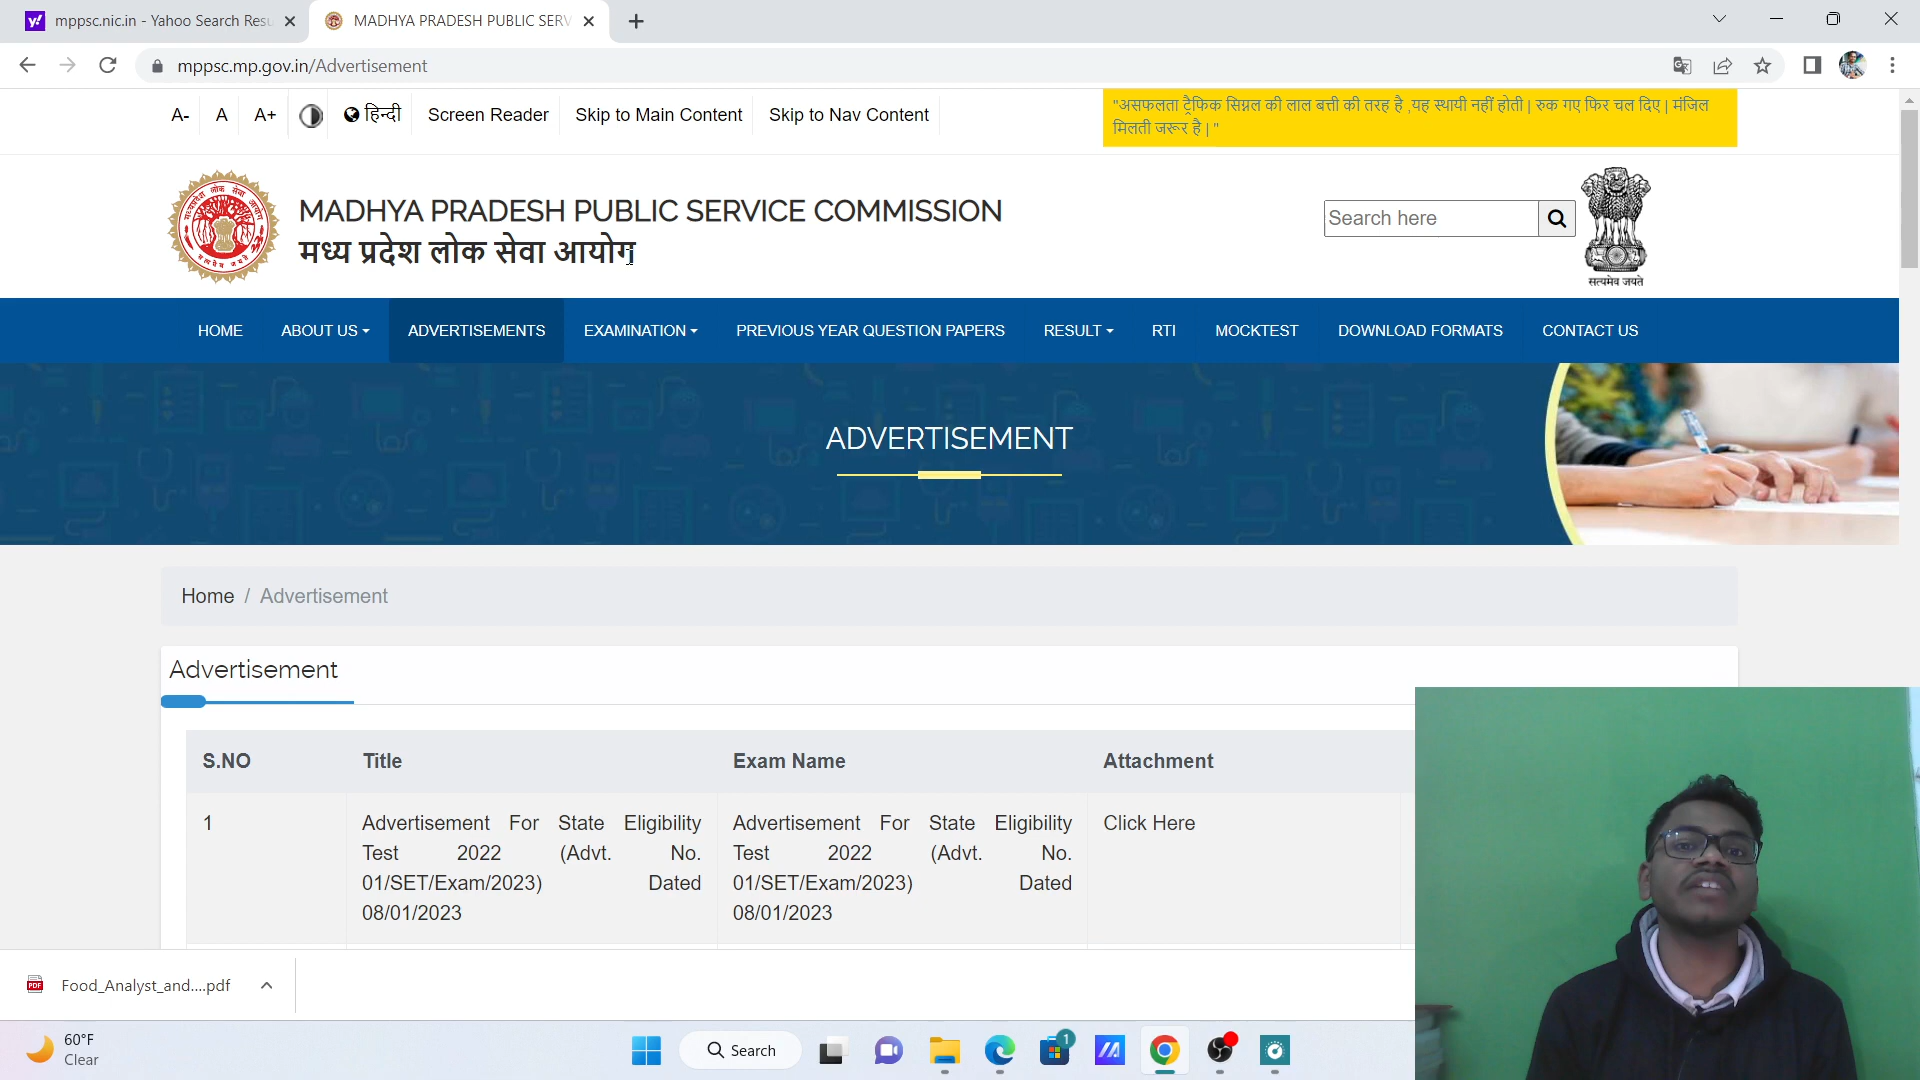 mppsc.nic.in - Yahoo Search Resu
MADHYA PRADESH PUBLIC SERV
mppsc.mp.gov.in/Advertisement
A- A A+ हिन्दी Screen Reader Skip to Main Content Skip to Nav Content
"असफलता ट्रैफिक सिग्नल की लाल बत्ती की तरह है ,यह स्थायी नहीं होती | रुक गए फिर चल दिए | मंजिल
मिलती जरूर है | "
MADHYA PRADESH PUBLIC SERVICE COMMISSION
मध्य प्रदेश लोक सेवा आयोग
Search here
सत्यमेव जयते
HOME ABOUT US ADVERTISEMENTS EXAMINATION PREVIOUS YEAR QUESTION PAPERS RESULT RTI MOCKTEST DOWNLOAD FORMATS CONTACT US
ADVERTISEMENT
Home / Advertisement
Advertisement
S.NO Title Exam Name Attachment
1 Advertisement For State Eligibility Advertisement For State Eligibility Click Here
Test 2022 (Advt. No. Test 2022 (Advt. No.
01/SET/Exam/2023) Dated 01/SET/Exam/2023) Dated
08/01/2023 08/01/2023
Food_Analyst_and....pdf
60°F
Clear
Search
1